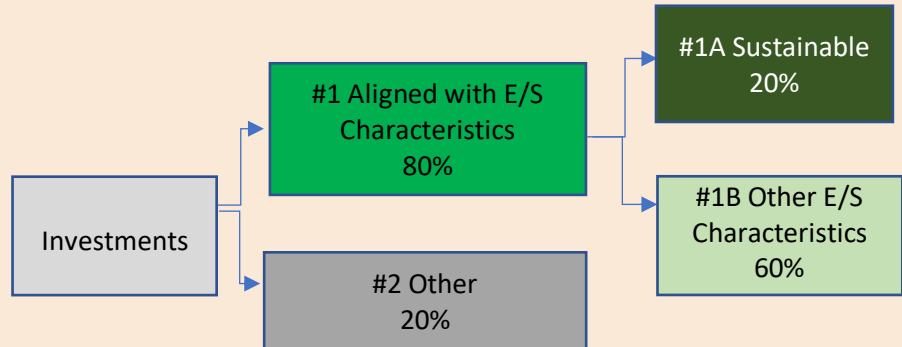 Investments
#1 Aligned with E/S
Characteristics
80%
#2 Other
20%
#1A Sustainable
20%
#1B Other E/S
Characteristics
60%